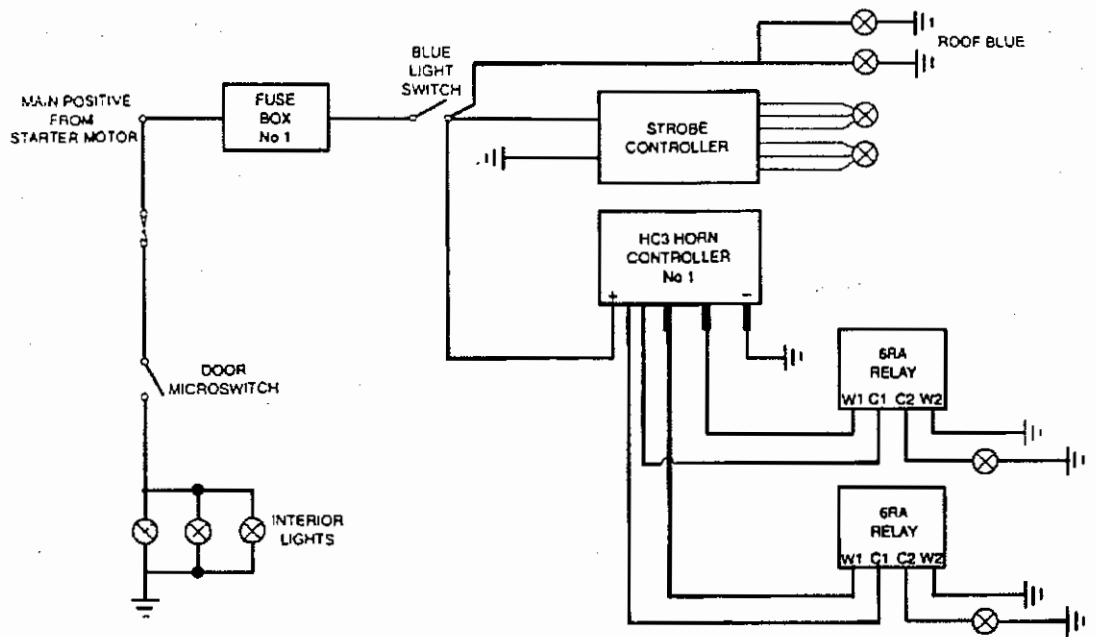 BLUE
LIGHT
SWITCH
ROOF BLUE
MAIN POSITIVE
FROM
STARTER MOTOR
FUSE
BOX
No 1
STROBE
CONTROLLER
HC3 HORN
CONTROLLER
No 1
+ −
DOOR
MICROSWITCH
6RA
RELAY
W1 C1 C2 W2
INTERIOR
LIGHTS
6RA
RELAY
W1 C1 C2 W2